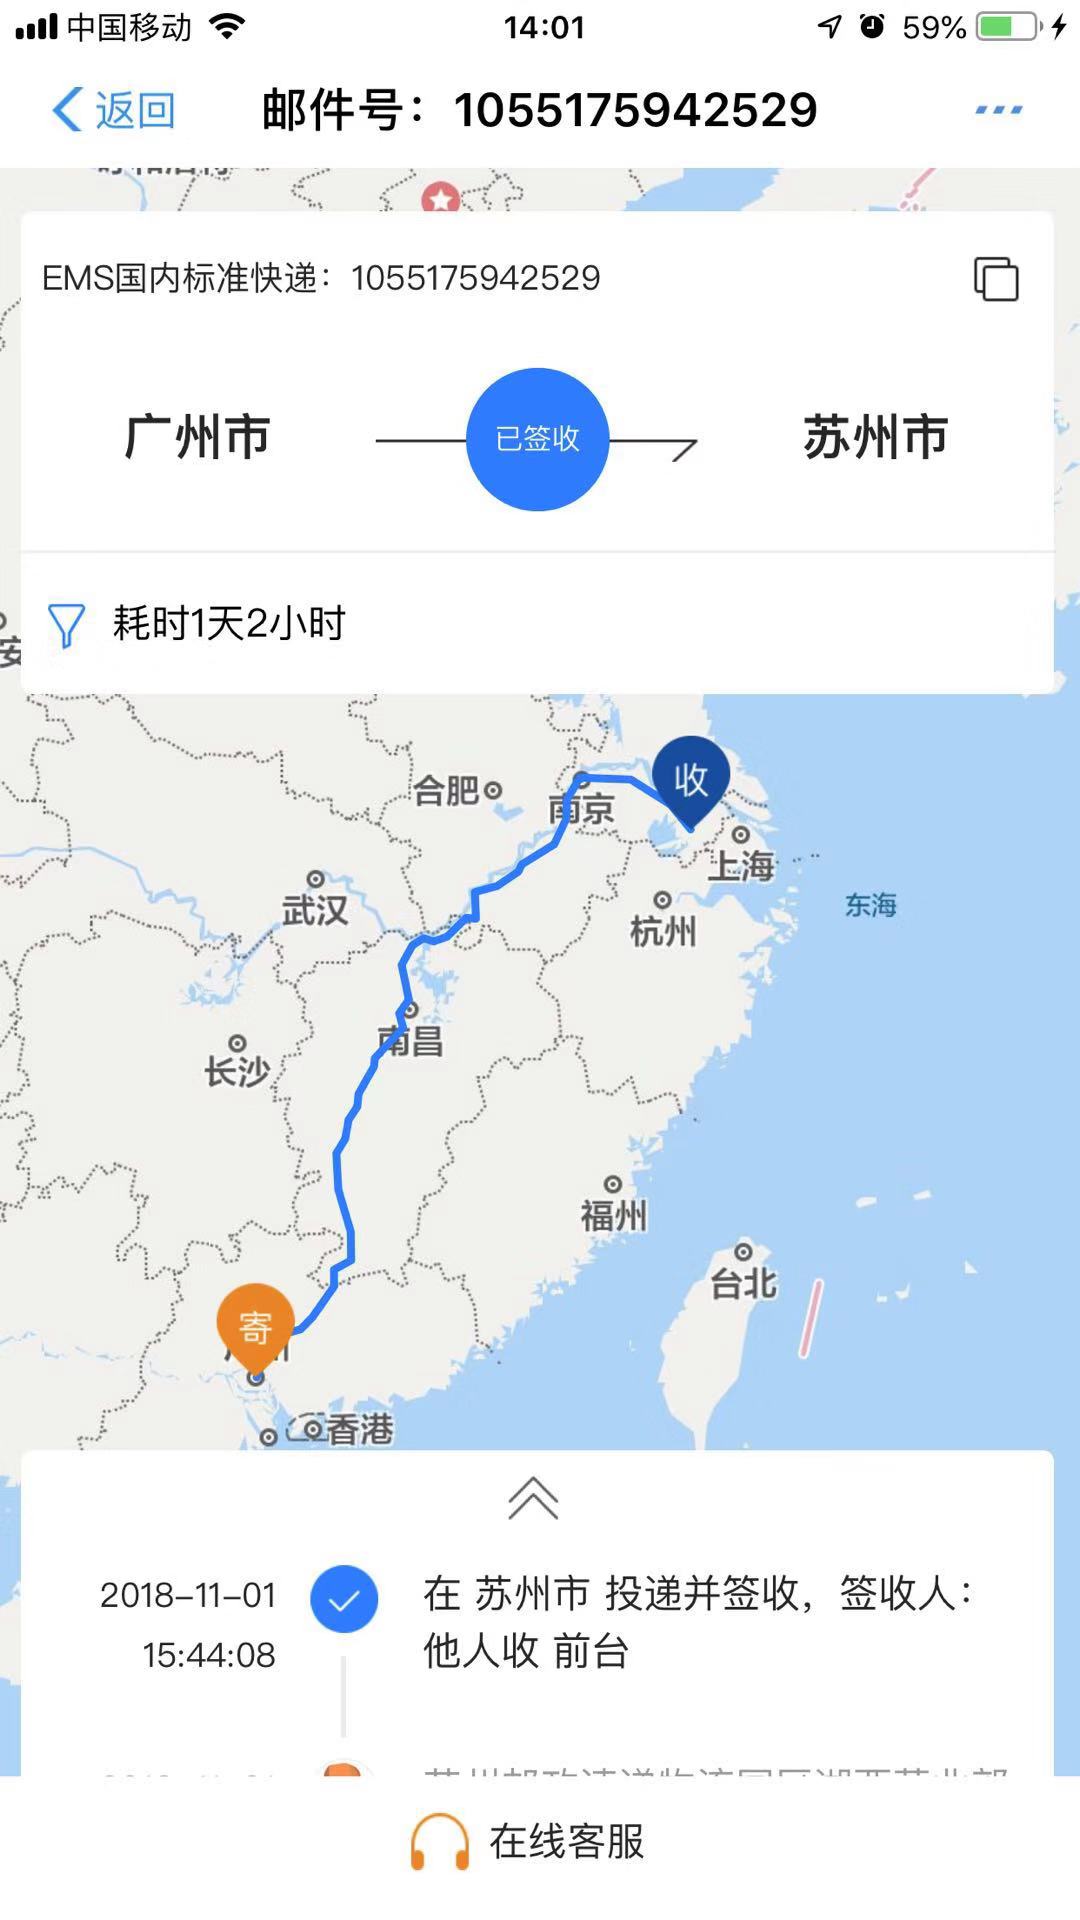 中国移动
14:01
59%
返回
邮件号：1055175942529
EMS国内标准快递：1055175942529
广州市
已签收
苏州市
耗时1天2小时
收
合肥
南京
上海
武汉
杭州
东海
南昌
长沙
福州
台北
寄
香港
2018-11-01
15:44:08
在 苏州市 投递并签收，签收人：
他人收 前台
在线客服